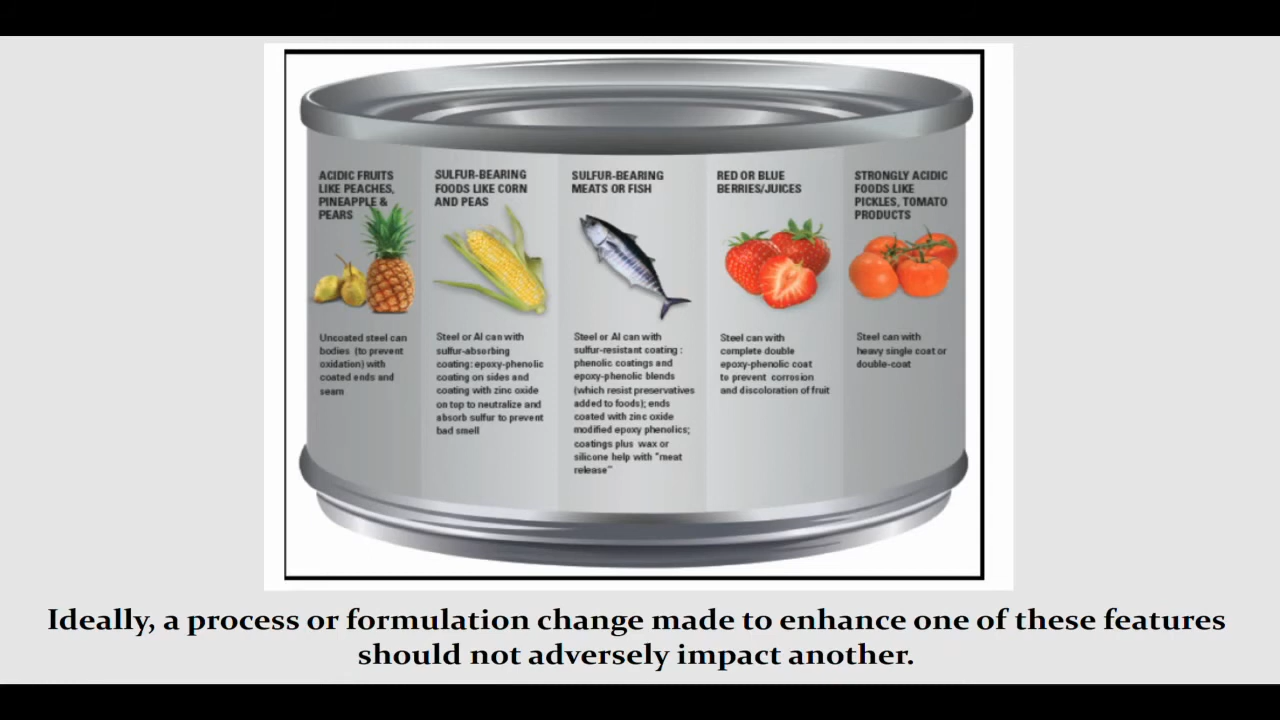 ACIDIC FRUITS
LIKE PEACHES,
PINEAPPLE &
PEARS
Uncoated steel can
bodies (to prevent
oxidation) with
coated ends and
seam
SULFUR-BEARING
FOODS LIKE CORN
AND PEAS
Steel or Al can with
sulfur-absorbing
coating: epoxy-phenolic
coating on sides and
coating with zinc oxide
on top to neutralize and
absorb sulfur to prevent
bad smell
SULFUR-BEARING
MEATS OR FISH
Steel or Al can with
sulfur-resistant coating :
phenolic coatings and
epoxy-phenolic blends
(which resist preservatives
added to foods); ends
coated with zinc oxide
modified epoxy phenolics;
coatings plus wax or
silicone help with "meat
release"
RED OR BLUE
BERRIES/JUICES
Steel can with
complete double
epoxy-phenolic coat
to prevent corrosion
and discoloration of fruit
STRONGLY ACIDIC
FOODS LIKE
PICKLES, TOMATO
PRODUCTS
Steel can with
heavy single coat or
double-coat
Ideally, a process or formulation change made to enhance one of these features
should not adversely impact another.